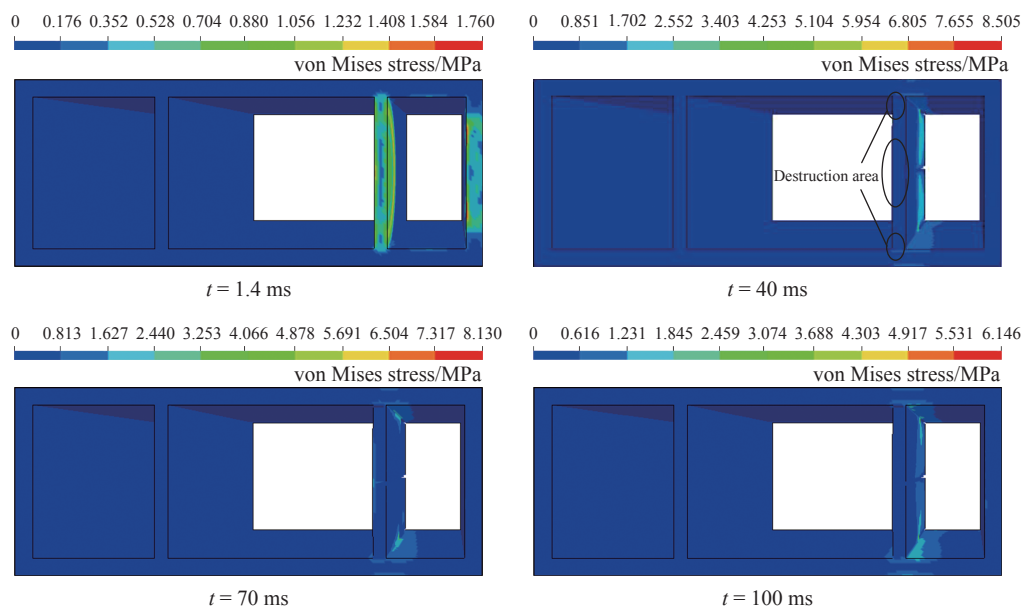 0 0.176 0.352 0.528 0.704 0.880 1.056 1.232 1.408 1.584 1.760
von Mises stress/MPa
t = 1.4 ms
0 0.851 1.702 2.552 3.403 4.253 5.104 5.954 6.805 7.655 8.505
von Mises stress/MPa
Destruction area
t = 40 ms
0 0.813 1.627 2.440 3.253 4.066 4.878 5.691 6.504 7.317 8.130
von Mises stress/MPa
t = 70 ms
0 0.616 1.231 1.845 2.459 3.074 3.688 4.303 4.917 5.531 6.146
von Mises stress/MPa
t = 100 ms